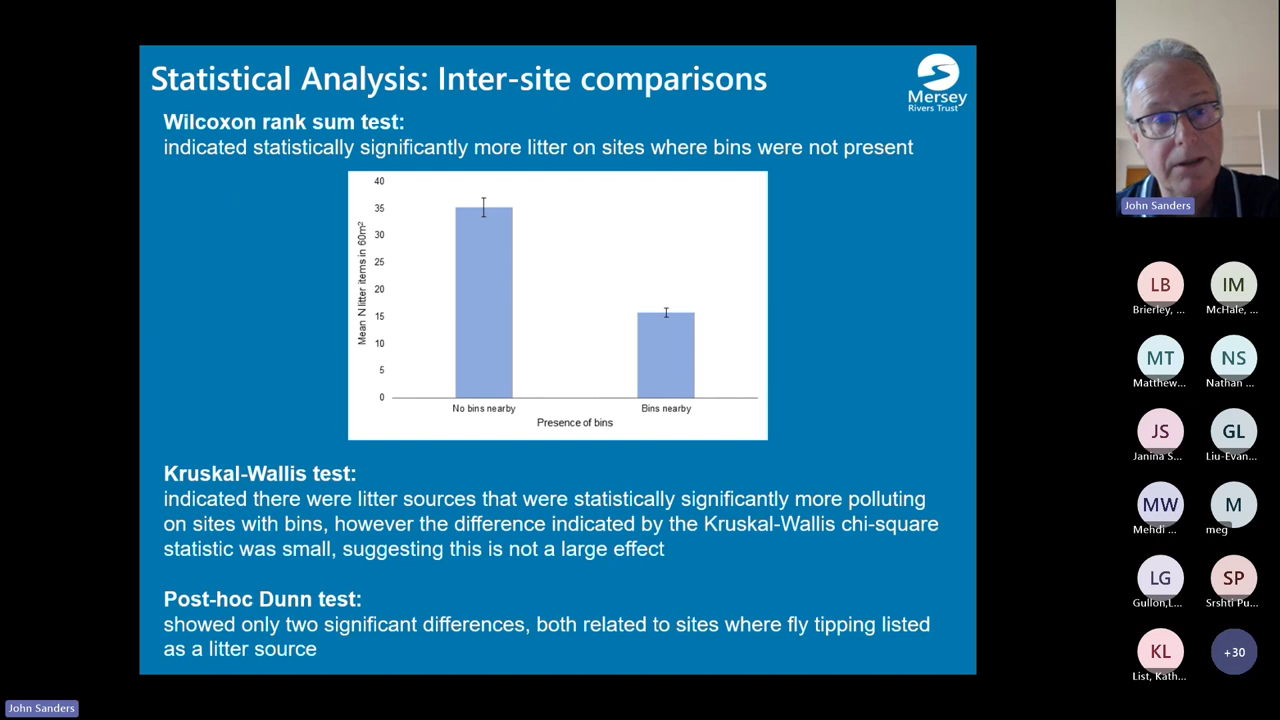 Statistical Analysis: Inter-site comparisons
Mersey
Rivers Trust
Wilcoxon rank sum test:
indicated statistically significantly more litter on sites where bins were not present
Mean N litter items in 60m²
40
35
30
25
20
15
10
5
0
No bins nearby
Bins nearby
Presence of bins
Kruskal-Wallis test:
indicated there were litter sources that were statistically significantly more polluting
on sites with bins, however the difference indicated by the Kruskal-Wallis chi-square
statistic was small, suggesting this is not a large effect
Post-hoc Dunn test:
showed only two significant differences, both related to sites where fly tipping listed
as a litter source
John Sanders
LB
Brierley, ...
IM
McHale, ...
MT
Matthew...
NS
Nathan ...
JS
Janina S...
GL
Liu-Evan...
MW
Mehdi ...
M
meg
LG
Gullon,L...
SP
Srshti Pu...
KL
List, Kath...
+30
John Sanders